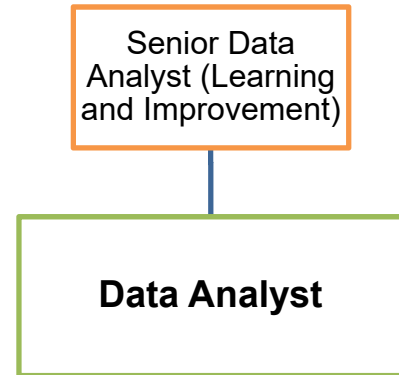 Senior Data
Analyst (Learning
and Improvement)
Data Analyst